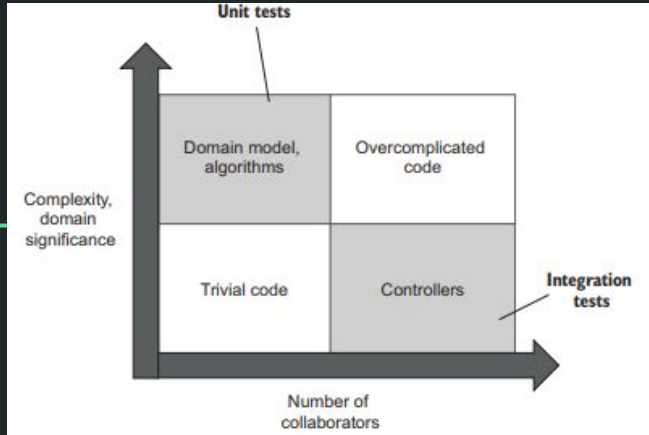 Unit tests
Domain model,
algorithms
Overcomplicated
code
Complexity,
domain
significance
Trivial code
Controllers
Integration
tests
Number of
collaborators